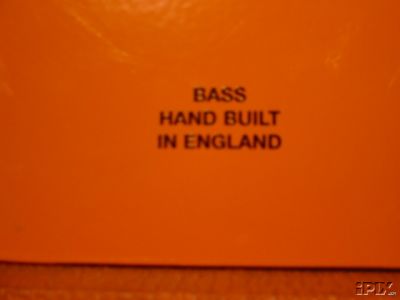 BASS
HAND BUILT
IN ENGLAND
iPIX